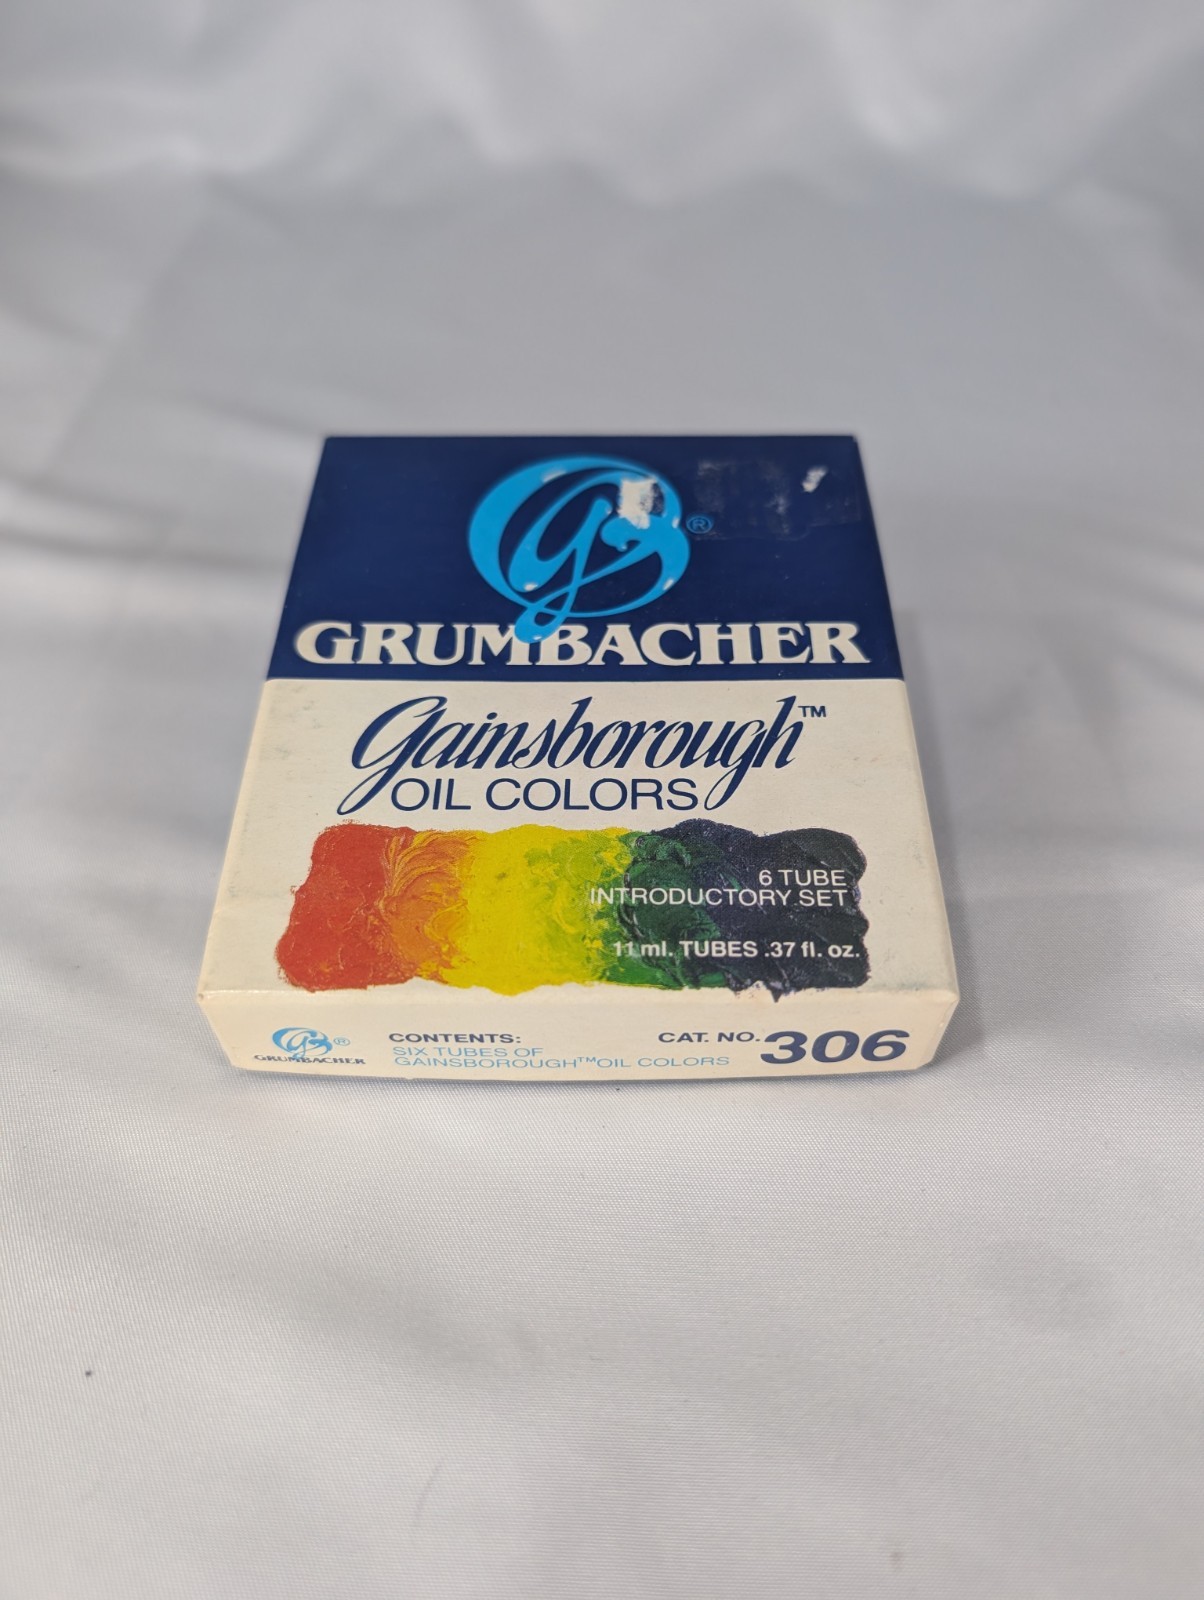 ®
GRUMBACHER
Gainsborough™
OIL COLORS
6 TUBE
INTRODUCTORY SET
11 ml. TUBES .37 fl. oz.
® GRUMBACHER
CONTENTS:
SIX TUBES OF
GAINSBOROUGH™OIL COLORS
CAT. NO. 306